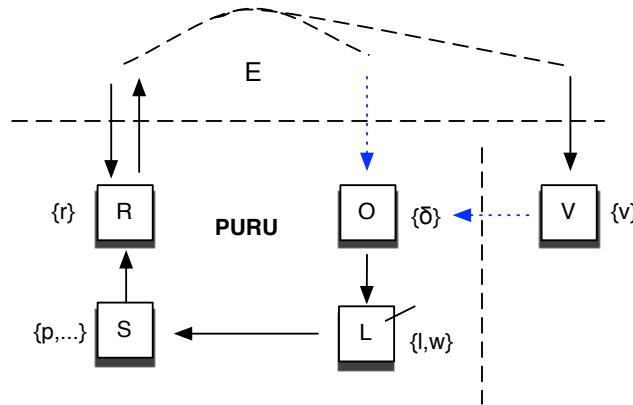 E
{r} R PURU O {δ} V {v}
{p,...} S L {l,w}